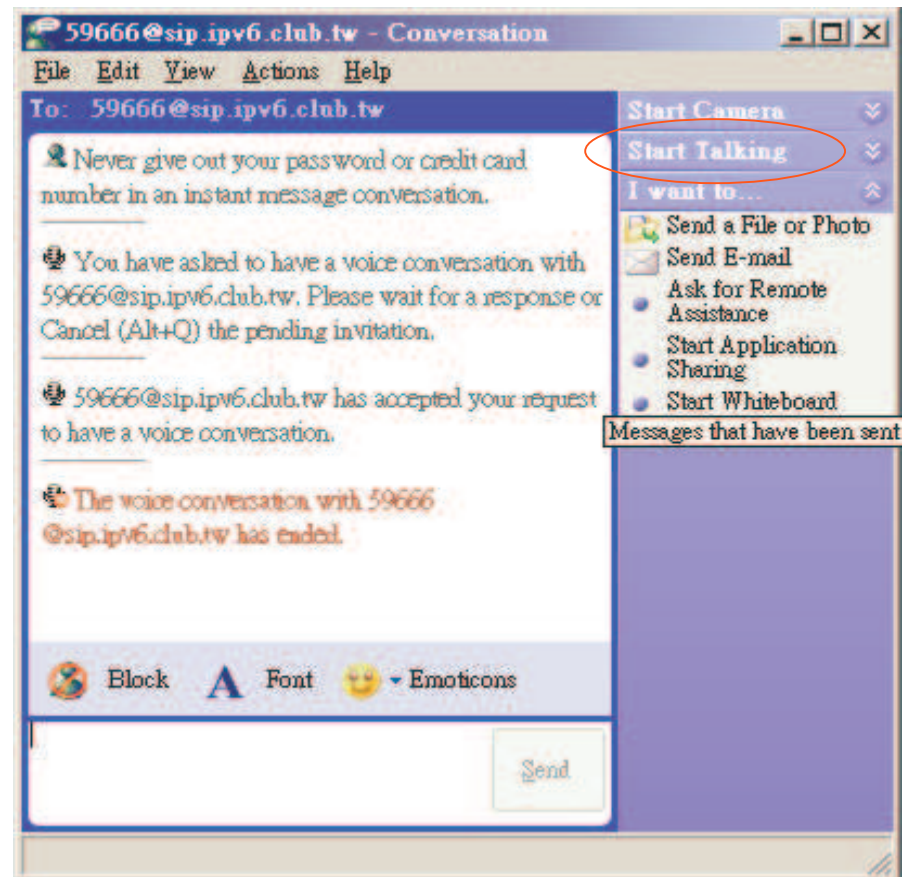 59666@sip.ipv6.club.tw - Conversation
File Edit View Actions Help
To: 59666@sip.ipv6.club.tw
Never give out your password or credit card
number in an instant message conversation.
You have asked to have a voice conversation with
59666@sip.ipv6.club.tw. Please wait for a response or
Cancel (Alt+Q) the pending invitation.
59666@sip.ipv6.club.tw has accepted your request
to have a voice conversation.
The voice conversation with 59666
@sip.ipv6.club.tw has ended.
Block A Font Emoticons
Send
Start Camera
Start Talking
I want to...
Send a File or Photo
Send E-mail
Ask for Remote
Assistance
Start Application
Sharing
Start Whiteboard
Messages that have been sent